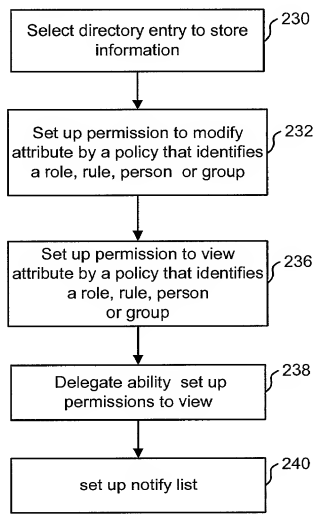 Select directory entry to store
information
230
Set up permission to modify
attribute by a policy that identifies
a role, rule, person or group
232
Set up permission to view
attribute by a policy that identifies
a role, rule, person
or group
236
Delegate ability set up
permissions to view
238
set up notify list
240